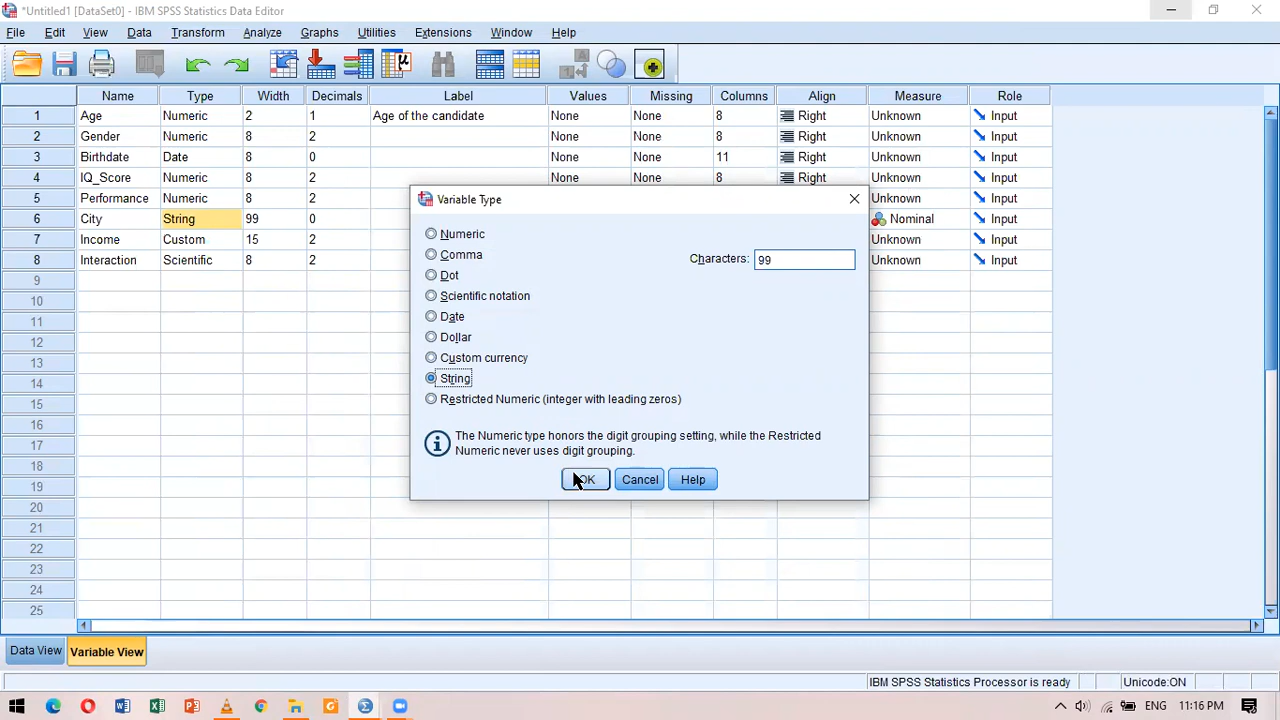 *Untitled1 [DataSet0] - IBM SPSS Statistics Data Editor
File Edit View Data Transform Analyze Graphs Utilities Extensions Window Help
Name Type Width Decimals Label Values Missing Columns Align Measure Role
1 Age Numeric 2 1 Age of the candidate None None 8 Right Unknown Input
2 Gender Numeric 8 2 None None 8 Right Unknown Input
3 Birthdate Date 8 0 None None 11 Right Unknown Input
4 IQ_Score Numeric 8 2 None None 8 Right Unknown Input
5 Performance Numeric 8 2 Unknown Input
6 City String 99 0 Nominal Input
7 Income Custom 15 2 Unknown Input
8 Interaction Scientific 8 2 Unknown Input
9
10
11
12
13
14
15
16
17
18
19
20
21
22
23
24
25
Variable Type
Numeric
Comma
Characters: 99
Dot
Scientific notation
Date
Dollar
Custom currency
String
Restricted Numeric (integer with leading zeros)
The Numeric type honors the digit grouping setting, while the Restricted
Numeric never uses digit grouping.
OK Cancel Help
Data View Variable View
IBM SPSS Statistics Processor is ready Unicode:ON
ENG 11:16 PM